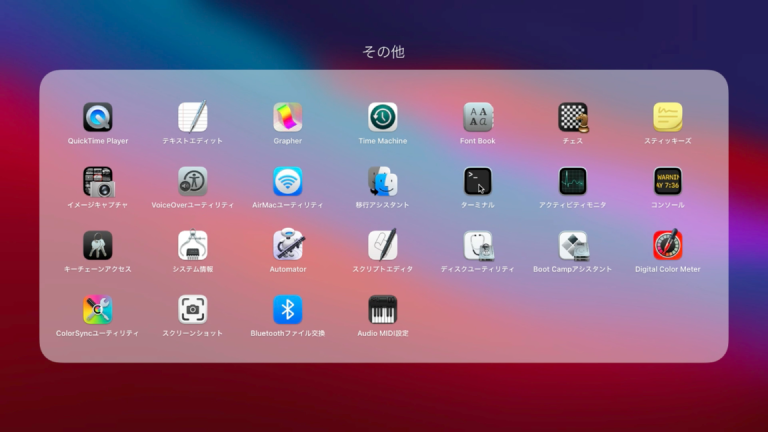 その他
QuickTime Player
テキストエディット
Grapher
Time Machine
Font Book
チェス
スティッキーズ
イメージキャプチャ
VoiceOverユーティリティ
AirMacユーティリティ
移行アシスタント
ターミナル
アクティビティモニタ
コンソール
キーチェーンアクセス
システム情報
Automator
スクリプトエディタ
ディスクユーティリティ
Boot Campアシスタント
Digital Color Meter
ColorSyncユーティリティ
スクリーンショット
Bluetoothファイル交換
Audio MIDI設定
A A
A a
>_
WARNIN
AY 7:36